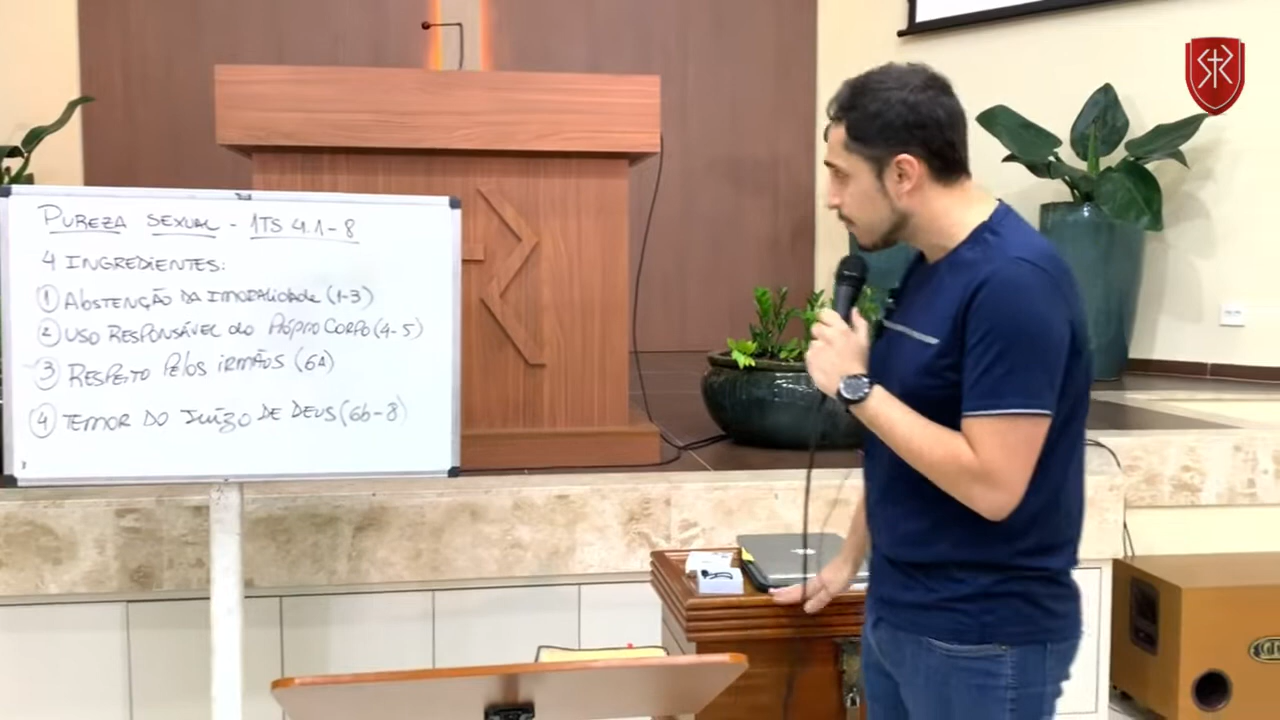 PUREZA SEXUAL - 1TS 4.1-8
4 INGREDIENTES:
1 ABSTENÇÃO DA IMORALIDADE (1-3)
2 USO RESPONSÁVEL do PRÓPRIO CORPO (4-5)
3 RESPEITO PELOS IRMÃOS (6A)
4 TEMOR DO JUÍZO DE DEUS (6b-8)